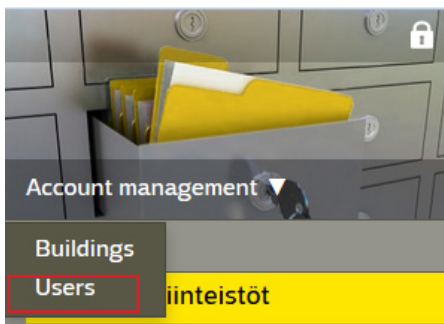 Account management ▼
Buildings
Users
iinteistöt